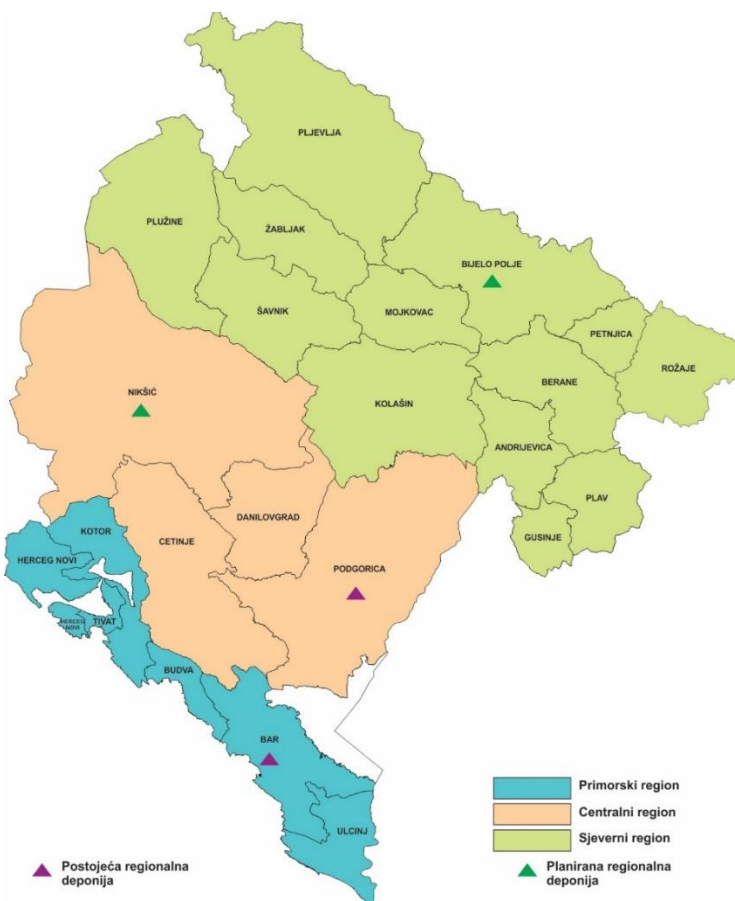 PLJEVLJA
PLUŽINE
ŽABLJAK
BIJELO POLJE
ŠAVNIK
MOJKOVAC
PETNJICA
ROŽAJE
NIKŠIĆ
KOLAŠIN
BERANE
ANDRIJEVICA
PLAV
GUSINJE
KOTOR
CETINJE
DANILOVGRAD
HERCEG NOVI
PODGORICA
HERCEG
NOVI
TIVAT
BUDVA
BAR
ULCINJ
Primorski region
Centralni region
Sjeverni region
Postojeća regionalna
deponija
Planirana regionalna
deponija